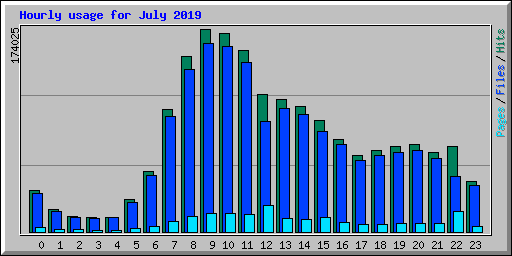 Hourly usage for July 2019
174025
Pages / Files / Hits
0 1 2 3 4 5 6 7 8 9 10 11 12 13 14 15 16 17 18 19 20 21 22 23